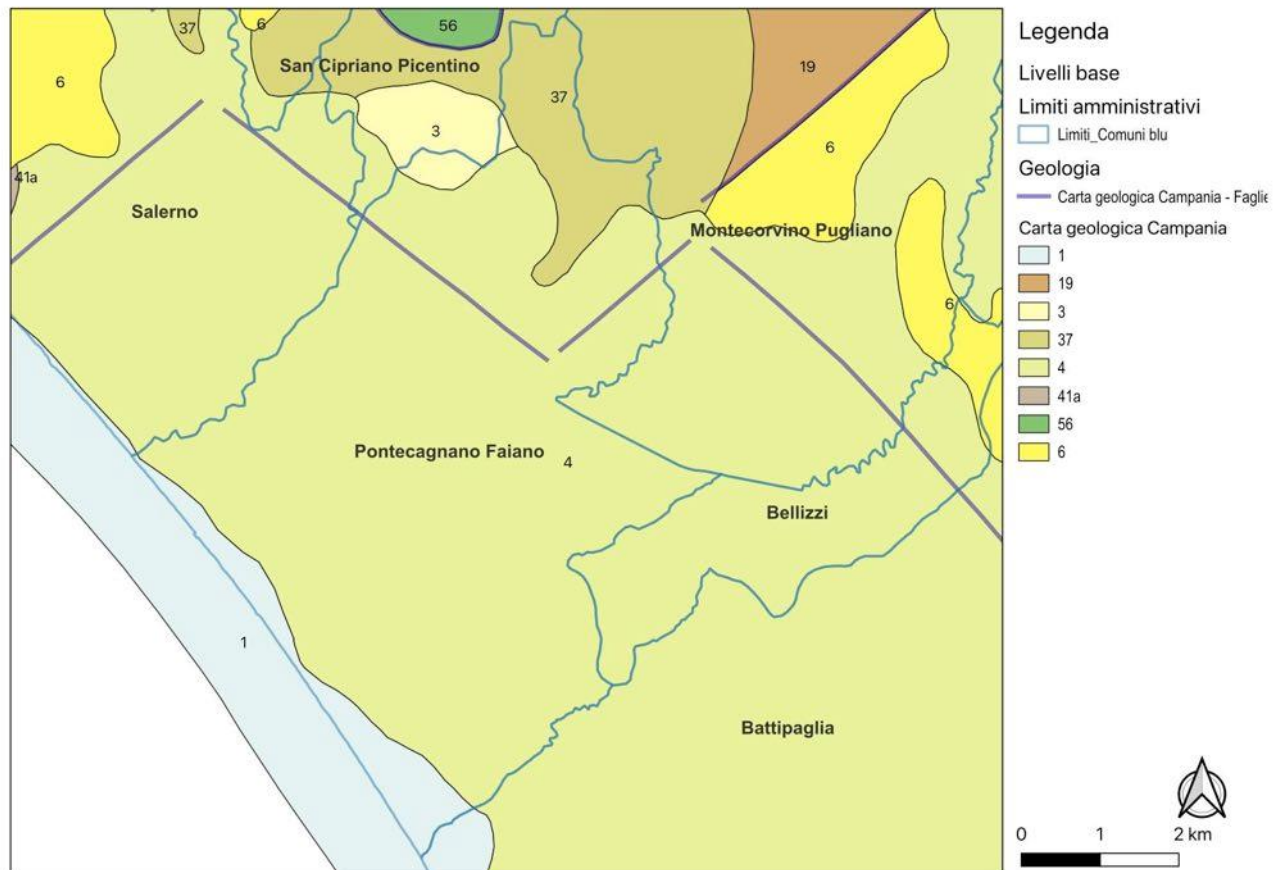 37
6
56
San Cipriano Picentino
19
6
37
3
6
41a
Salerno
Montecorvino Pugliano
6
Pontecagnano Faiano
4
Bellizzi
1
Battipaglia
Legenda
Livelli base
Limiti amministrativi
Limiti_Comuni blu
Geologia
Carta geologica Campania - Faglie
Carta geologica Campania
1
19
3
37
4
41a
56
6
0 1 2 km